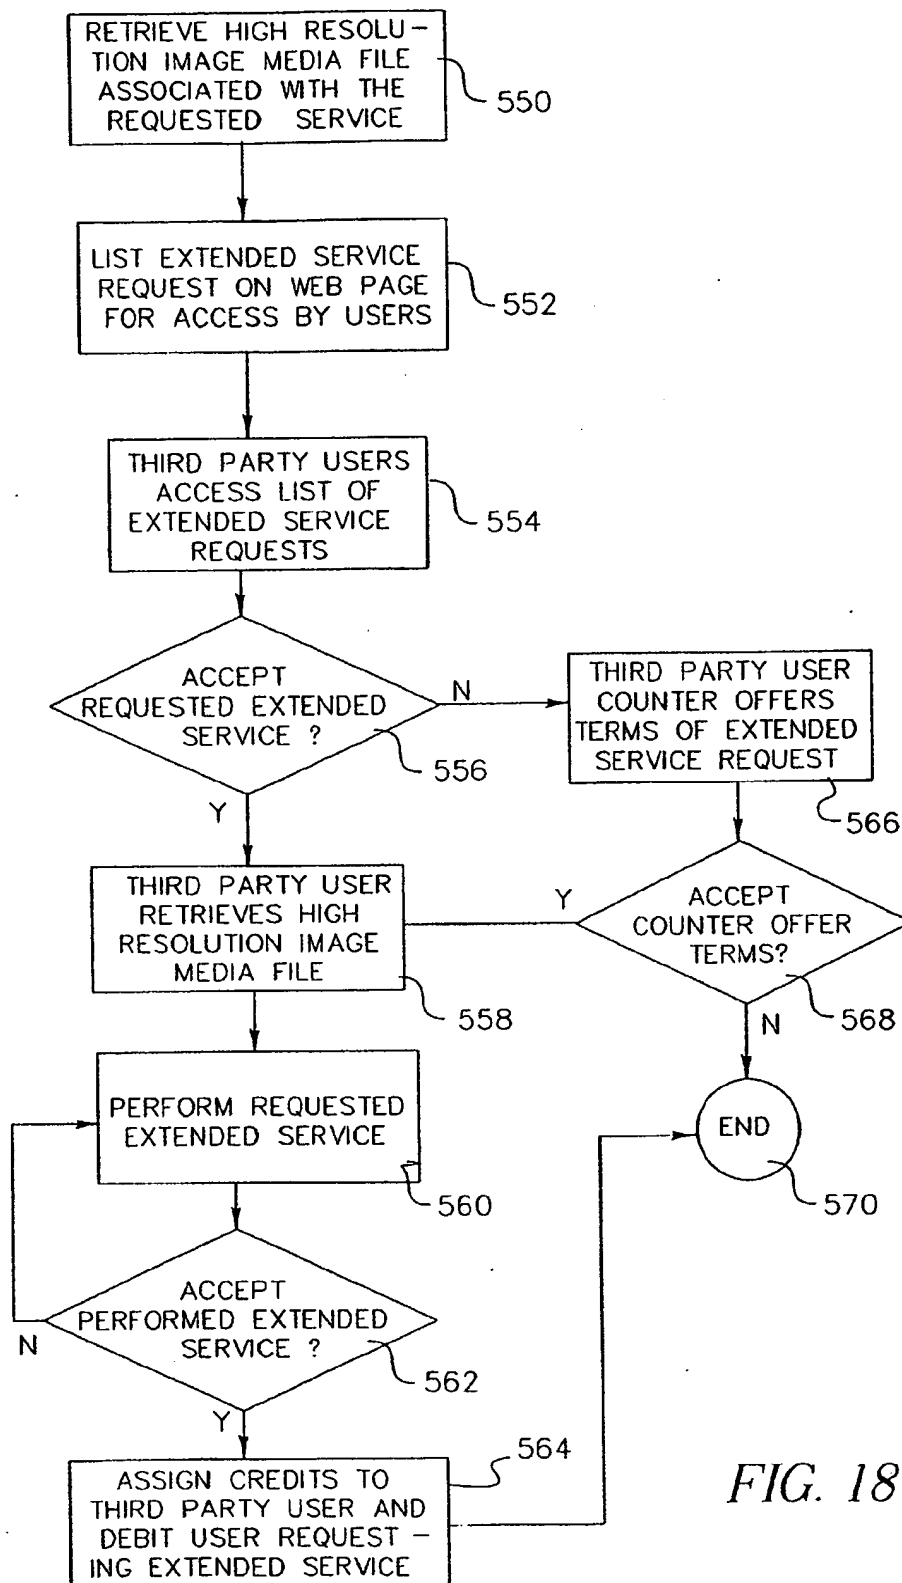 RETRIEVE HIGH RESOLU-
TION IMAGE MEDIA FILE
ASSOCIATED WITH THE
REQUESTED SERVICE
550
LIST EXTENDED SERVICE
REQUEST ON WEB PAGE
FOR ACCESS BY USERS
552
THIRD PARTY USERS
ACCESS LIST OF
EXTENDED SERVICE
REQUESTS
554
ACCEPT
REQUESTED EXTENDED
SERVICE ?
556
N
Y
THIRD PARTY USER
COUNTER OFFERS
TERMS OF EXTENDED
SERVICE REQUEST
566
THIRD PARTY USER
RETRIEVES HIGH
RESOLUTION IMAGE
MEDIA FILE
558
Y
ACCEPT
COUNTER OFFER
TERMS?
568
N
PERFORM REQUESTED
EXTENDED SERVICE
560
END
570
ACCEPT
PERFORMED EXTENDED
SERVICE ?
562
N
Y
564
ASSIGN CREDITS TO
THIRD PARTY USER AND
DEBIT USER REQUEST -
ING EXTENDED SERVICE
FIG. 18